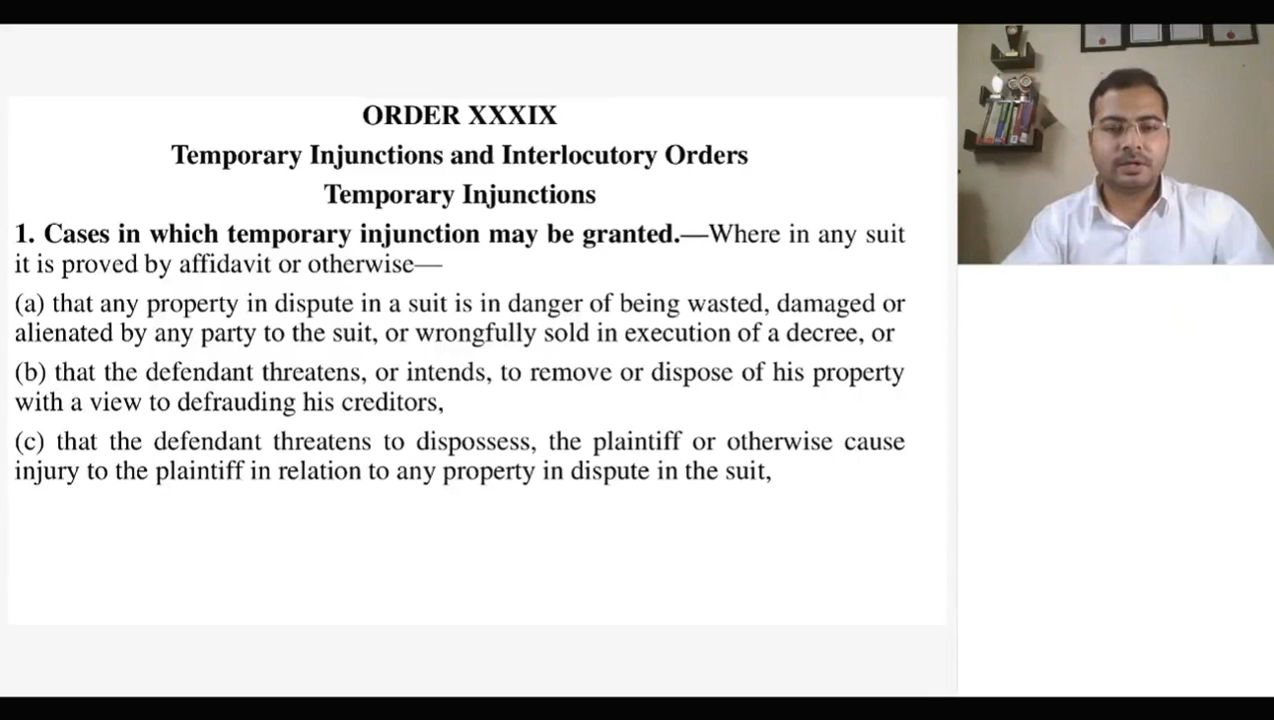 ORDER XXXIX
Temporary Injunctions and Interlocutory Orders
Temporary Injunctions
1. Cases in which temporary injunction may be granted.—Where in any suit
it is proved by affidavit or otherwise—
(a) that any property in dispute in a suit is in danger of being wasted, damaged or
alienated by any party to the suit, or wrongfully sold in execution of a decree, or
(b) that the defendant threatens, or intends, to remove or dispose of his property
with a view to defrauding his creditors,
(c) that the defendant threatens to dispossess, the plaintiff or otherwise cause
injury to the plaintiff in relation to any property in dispute in the suit,